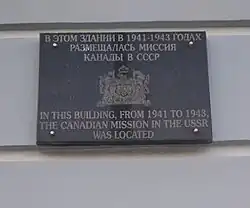 В ЭТОМ ЗДАНИИ В 1941-1943 ГОДАХ
РАЗМЕЩАЛАСЬ МИССИЯ
КАНАДЫ В СССР
IN THIS BUILDING, FROM 1941 TO 1943,
THE CANADIAN MISSION IN THE USSR
WAS LOCATED